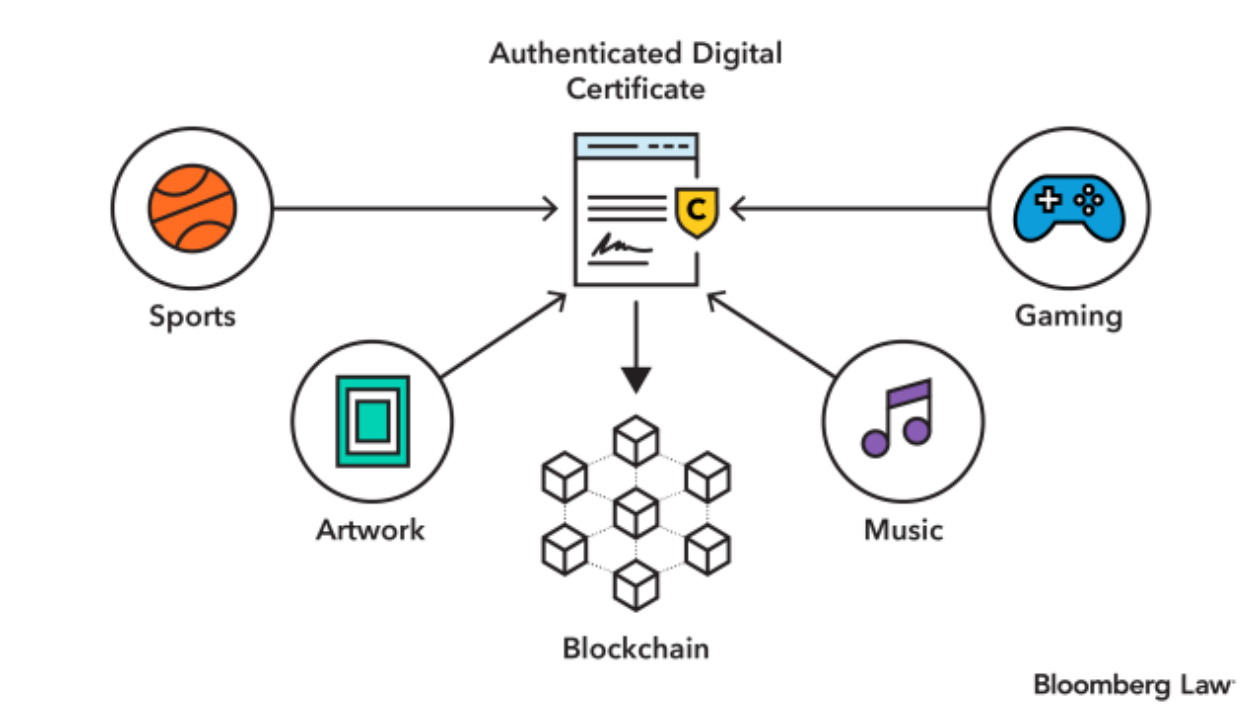 Authenticated Digital
Certificate
C
Sports
Gaming
Artwork
Music
Blockchain
Bloomberg Law